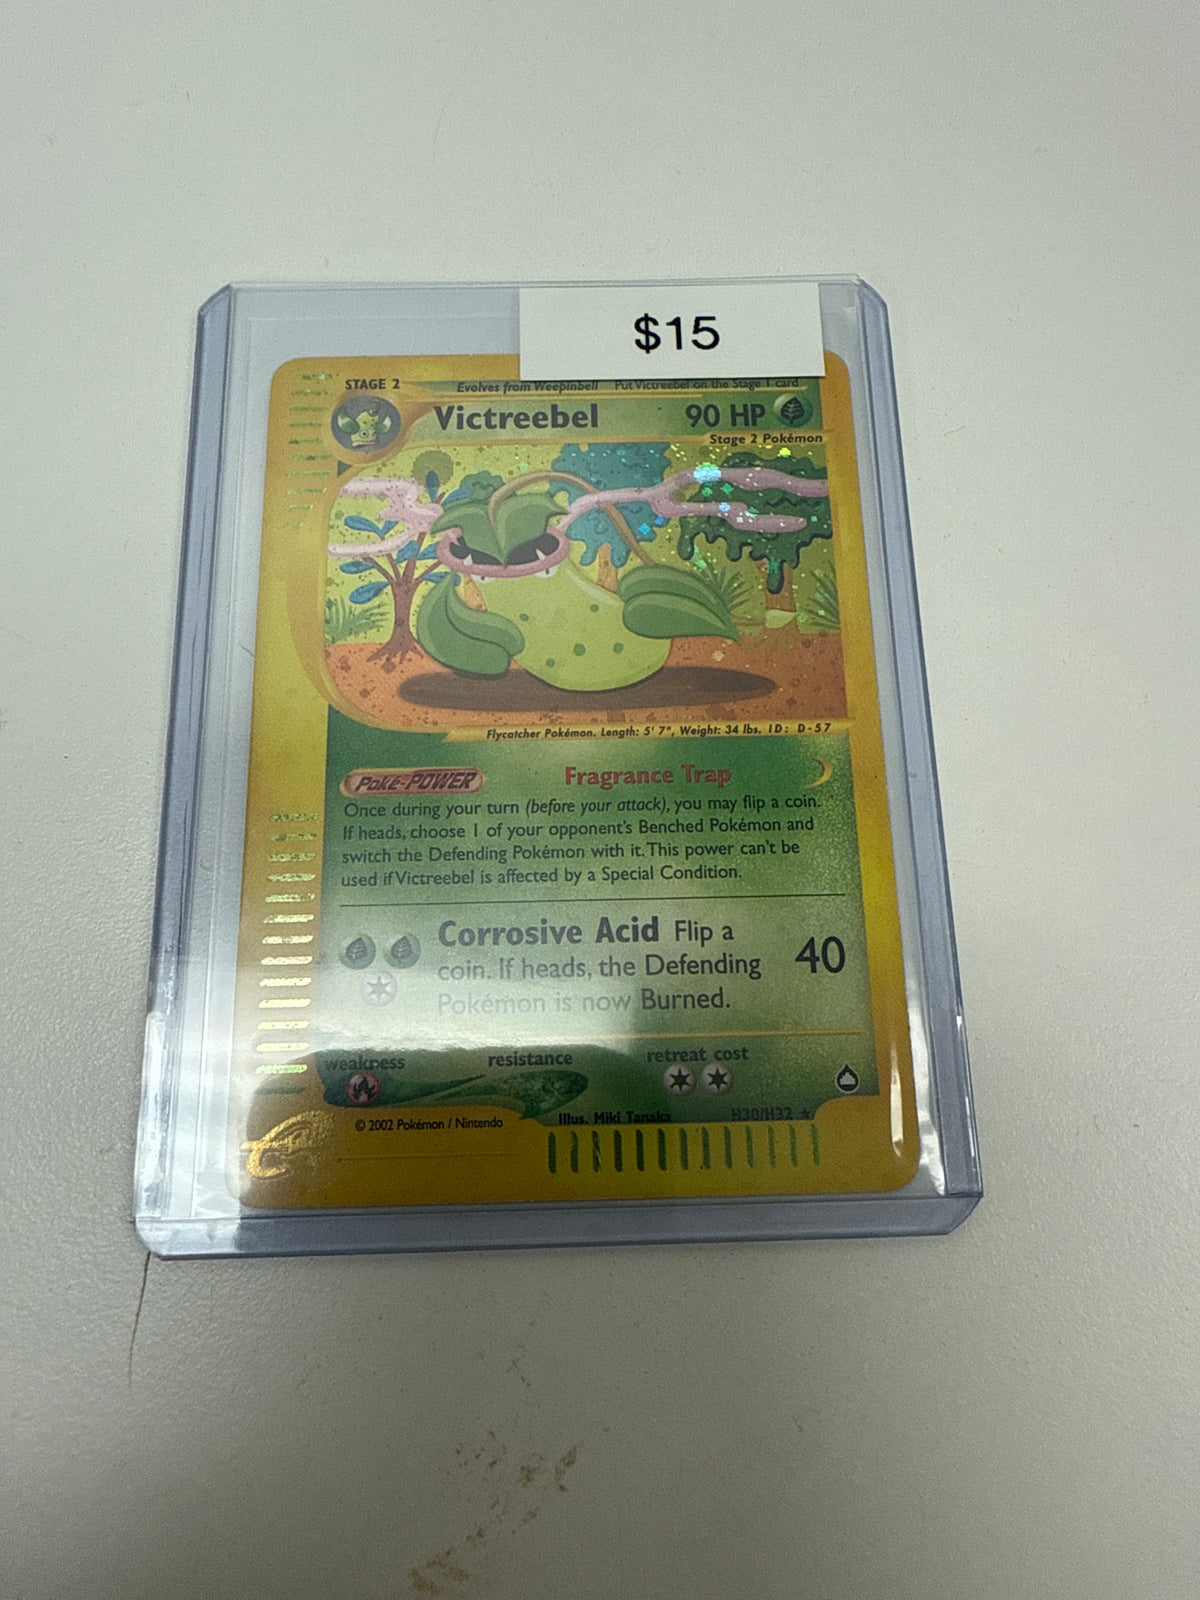 $15
STAGE 2 Evolves from Weepinbell Put Victreebel on the Stage 1 card
Victreebel 90 HP
Stage 2 Pokémon
Flycatcher Pokémon. Length: 5' 7", Weight: 34 lbs. ID: D-57
Poké-POWER Fragrance Trap
Once during your turn (before your attack), you may flip a coin.
If heads, choose 1 of your opponent's Benched Pokémon and
switch the Defending Pokémon with it. This power can't be
used if Victreebel is affected by a Special Condition.
Corrosive Acid Flip a
coin. If heads, the Defending 40
Pokémon is now Burned.
weakness resistance retreat cost
© 2002 Pokémon / Nintendo Illus. Miki Tanaka H30/H32 ★